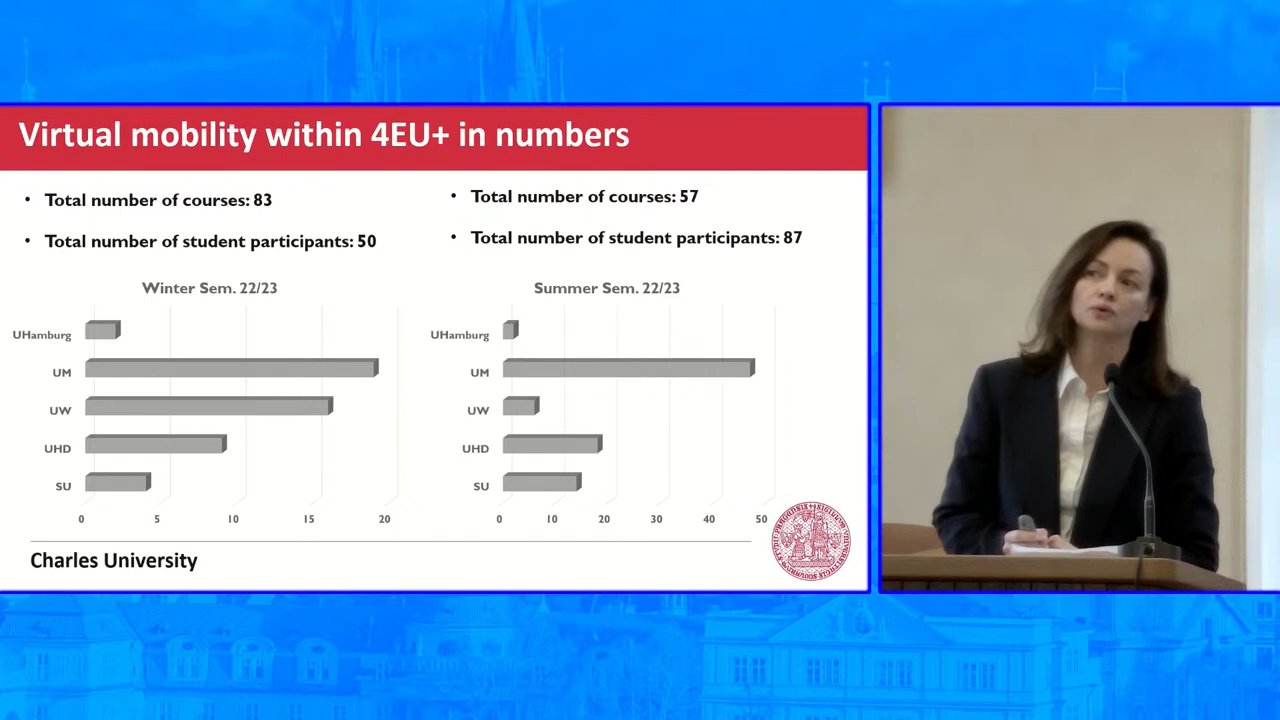 Virtual mobility within 4EU+ in numbers
• Total number of courses: 83
• Total number of student participants: 50
• Total number of courses: 57
• Total number of student participants: 87
Winter Sem. 22/23
UHamburg
UM
UW
UHD
SU
0 5 10 15 20
Summer Sem. 22/23
UHamburg
UM
UW
UHD
SU
0 10 20 30 40 50
Charles University